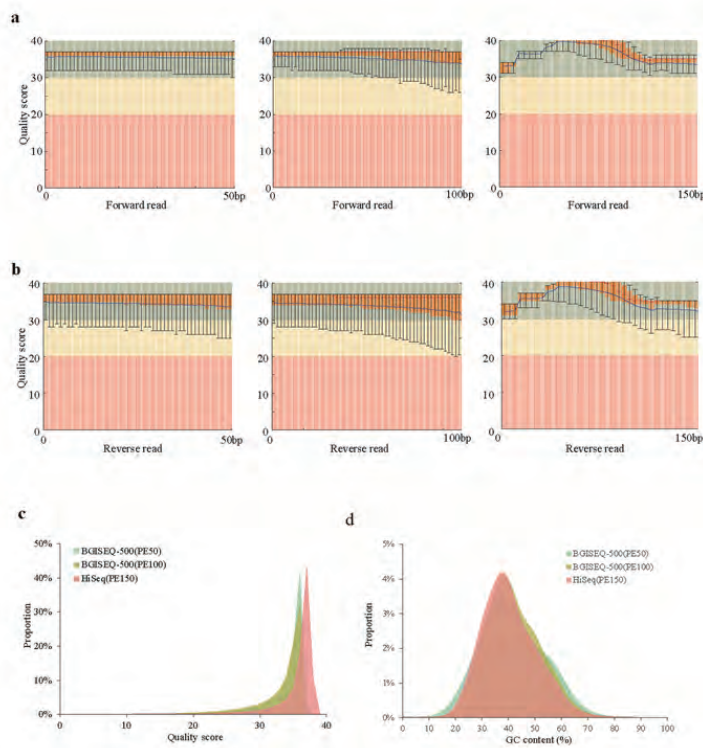 a
40
30
20
10
0
Quality score
0
50bp
Forward read
40
30
20
10
0
0
100bp
Forward read
40
30
20
10
0
0
150bp
Forward read
b
40
30
20
10
0
Quality score
0
50bp
Reverse read
40
30
20
10
0
0
100bp
Reverse read
40
30
20
10
0
0
150bp
Reverse read
c
50%
40%
30%
20%
10%
0%
Proportion
BGISEQ-500(PE50)
BGISEQ-500(PE100)
HiSeq(PE150)
0
20
30
40
Quality score
d
5%
4%
3%
2%
1%
0%
Proportion
BGISEQ-500(PE50)
BGISEQ-500(PE100)
HiSeq(PE150)
0 10 20 30 40 50 60 70 80 90 100
GC content (%)